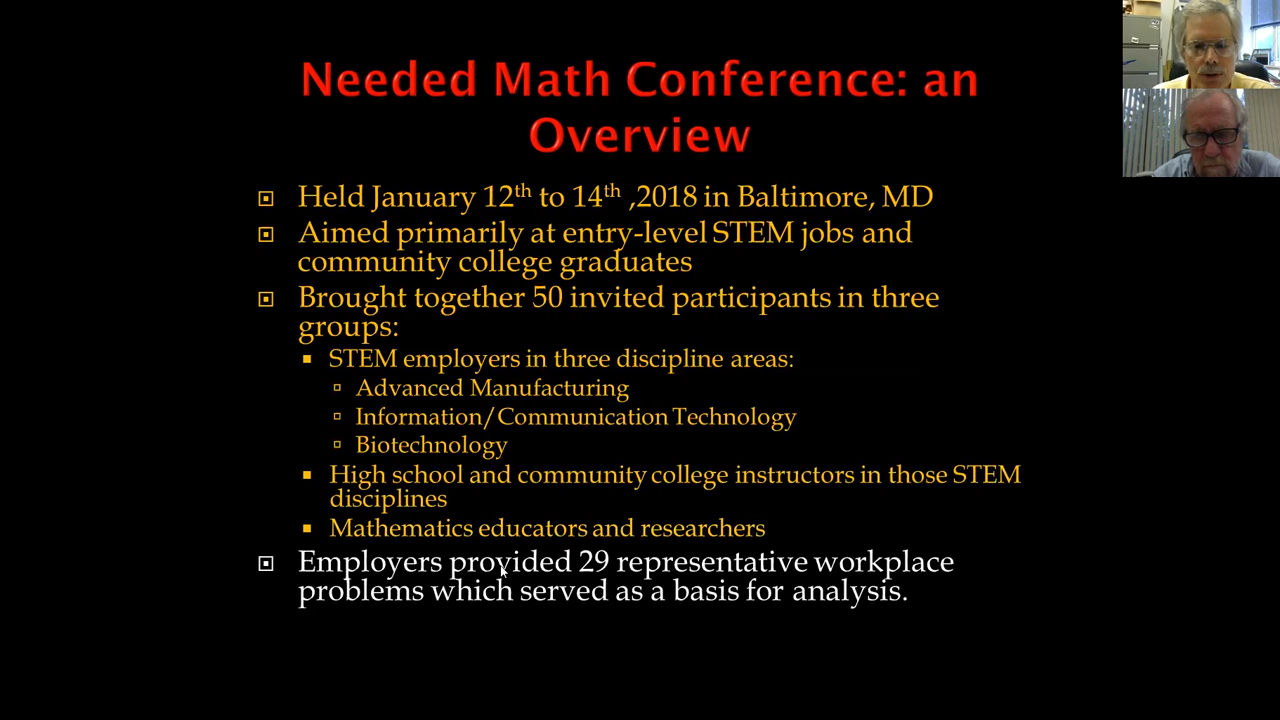 Needed Math Conference: an
Overview
Held January 12th to 14th ,2018 in Baltimore, MD
Aimed primarily at entry-level STEM jobs and
community college graduates
Brought together 50 invited participants in three
groups:
STEM employers in three discipline areas:
Advanced Manufacturing
Information/Communication Technology
Biotechnology
High school and community college instructors in those STEM
disciplines
Mathematics educators and researchers
Employers provided 29 representative workplace
problems which served as a basis for analysis.